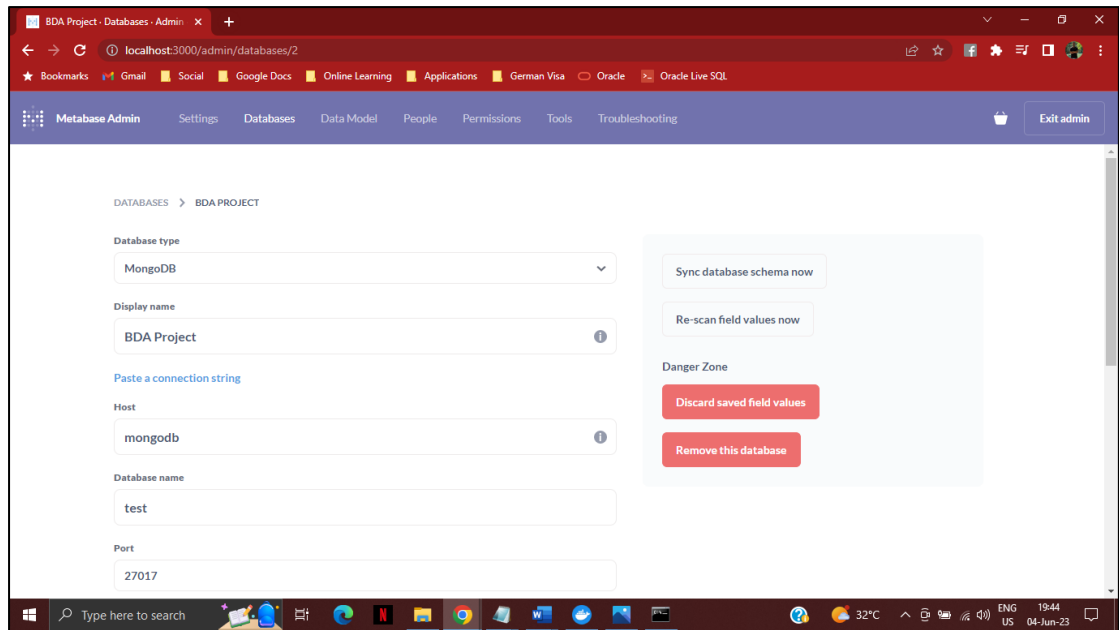 BDA Project · Databases · Admin
localhost:3000/admin/databases/2
Bookmarks Gmail Social Google Docs Online Learning Applications German Visa Oracle Oracle Live SQL
Metabase Admin Settings Databases Data Model People Permissions Tools Troubleshooting Exit admin
DATABASES > BDA PROJECT
Database type
MongoDB
Display name
BDA Project
Paste a connection string
Host
mongodb
Database name
test
Port
27017
Sync database schema now
Re-scan field values now
Danger Zone
Discard saved field values
Remove this database
Type here to search
32°C
ENG
US
19:44
04-Jun-23